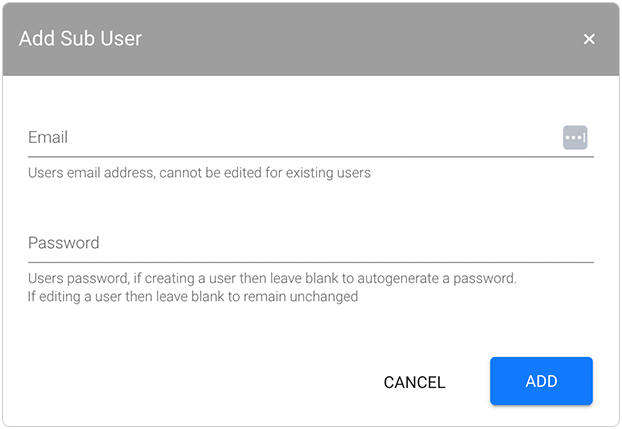 Add Sub User
Email
Users email address, cannot be edited for existing users
Password
Users password, if creating a user then leave blank to autogenerate a password.
If editing a user then leave blank to remain unchanged
CANCEL
ADD